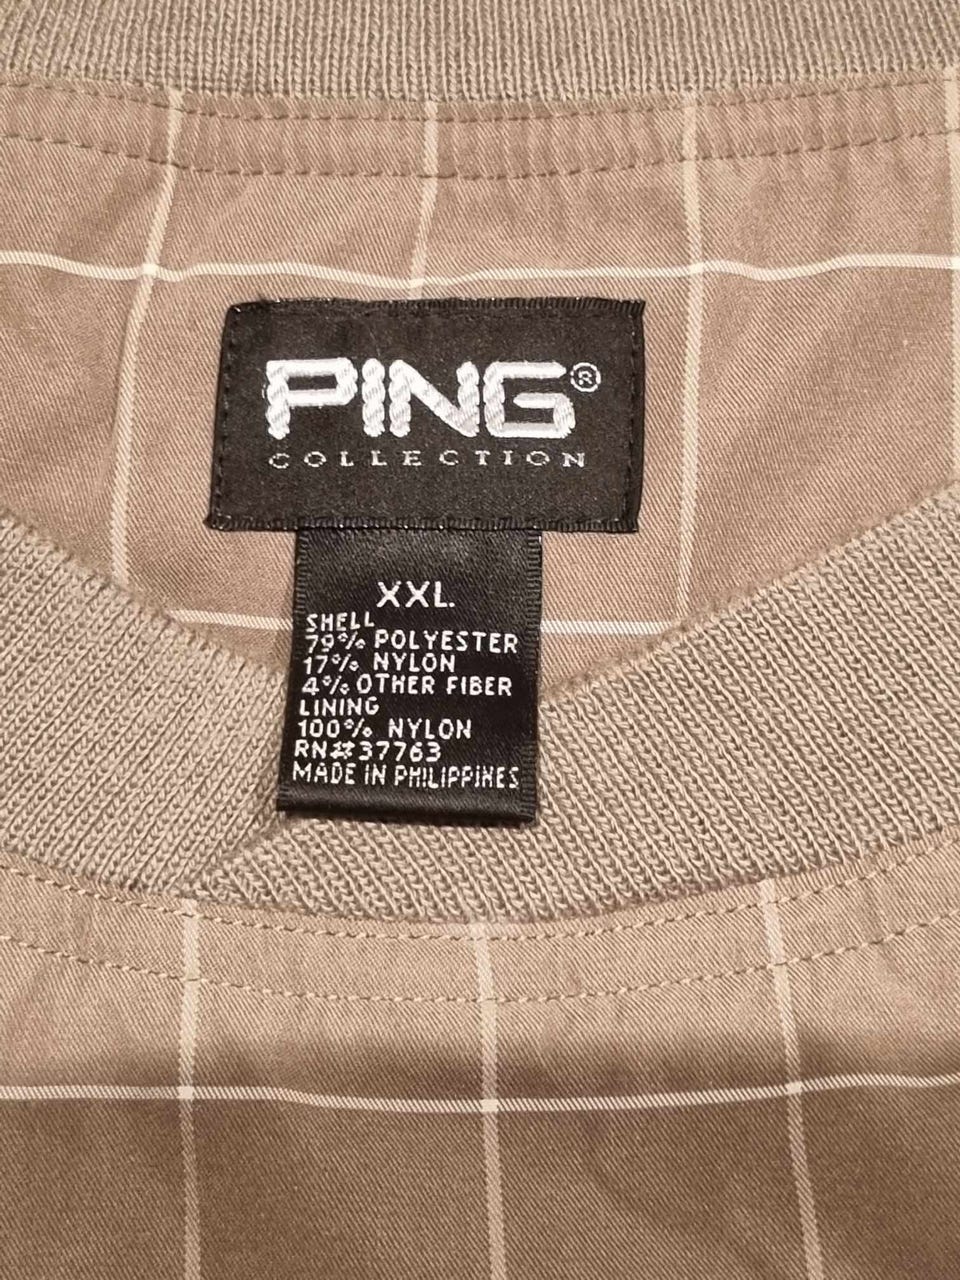 PING®
COLLECTION
XXL.
SHELL
79% POLYESTER
17% NYLON
4% OTHER FIBER
LINING
100% NYLON
RN#37763
MADE IN PHILIPPINES